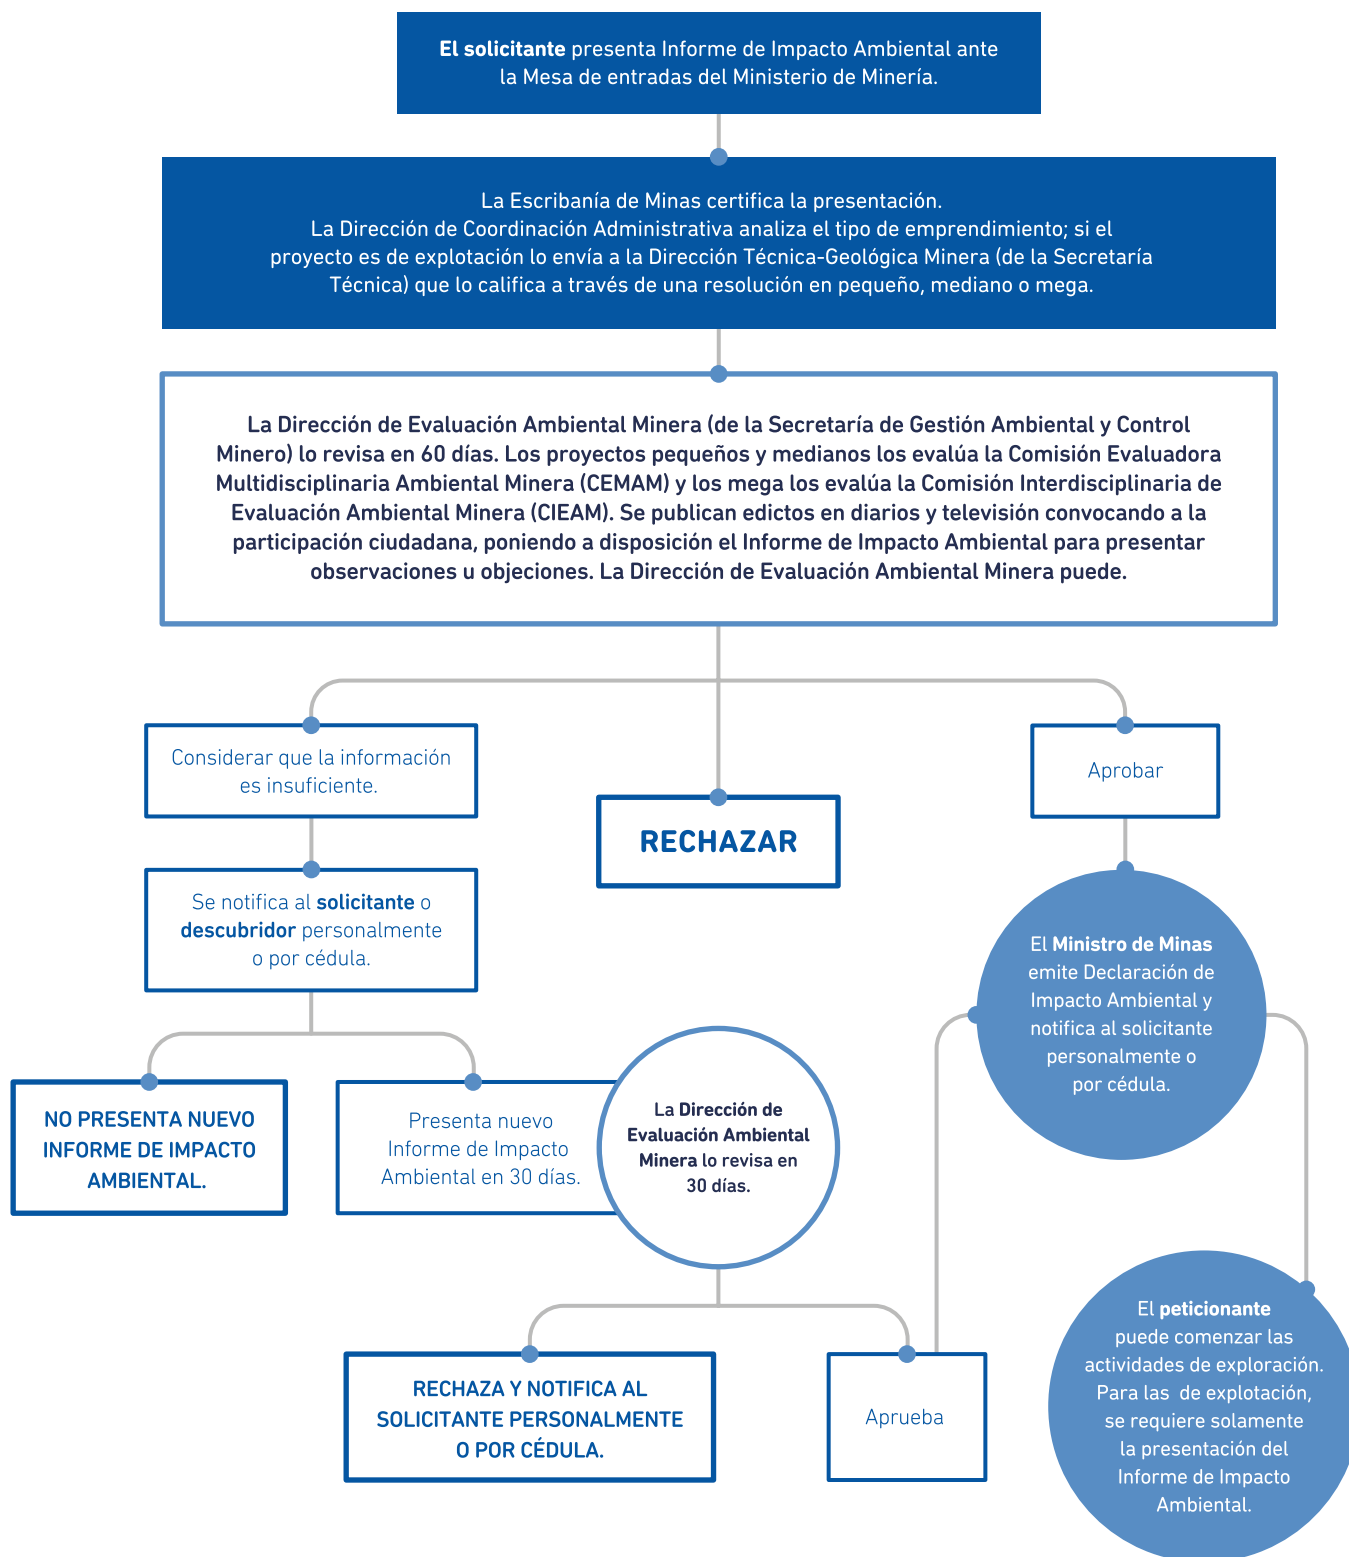 El solicitante presenta Informe de Impacto Ambiental ante
la Mesa de entradas del Ministerio de Minería.
La Escribanía de Minas certifica la presentación.
La Dirección de Coordinación Administrativa analiza el tipo de emprendimiento; si el
proyecto es de explotación lo envía a la Dirección Técnica-Geológica Minera (de la Secretaría
Técnica) que lo califica a través de una resolución en pequeño, mediano o mega.
La Dirección de Evaluación Ambiental Minera (de la Secretaría de Gestión Ambiental y Control
Minero) lo revisa en 60 días. Los proyectos pequeños y medianos los evalúa la Comisión Evaluadora
Multidisciplinaria Ambiental Minera (CEMAM) y los mega los evalúa la Comisión Interdisciplinaria de
Evaluación Ambiental Minera (CIEAM). Se publican edictos en diarios y televisión convocando a la
participación ciudadana, poniendo a disposición el Informe de Impacto Ambiental para presentar
observaciones u objeciones. La Dirección de Evaluación Ambiental Minera puede.
Considerar que la información
es insuficiente.
RECHAZAR
Aprobar
Se notifica al solicitante o
descubridor personalmente
o por cédula.
El Ministro de Minas
emite Declaración de
Impacto Ambiental y
notifica al solicitante
personalmente o
por cédula.
NO PRESENTA NUEVO
INFORME DE IMPACTO
AMBIENTAL.
Presenta nuevo
Informe de Impacto
Ambiental en 30 días.
La Dirección de
Evaluación Ambiental
Minera lo revisa en
30 días.
RECHAZA Y NOTIFICA AL
SOLICITANTE PERSONALMENTE
O POR CÉDULA.
Aprueba
El peticionante
puede comenzar las
actividades de exploración.
Para las de explotación,
se requiere solamente
la presentación del
Informe de Impacto
Ambiental.